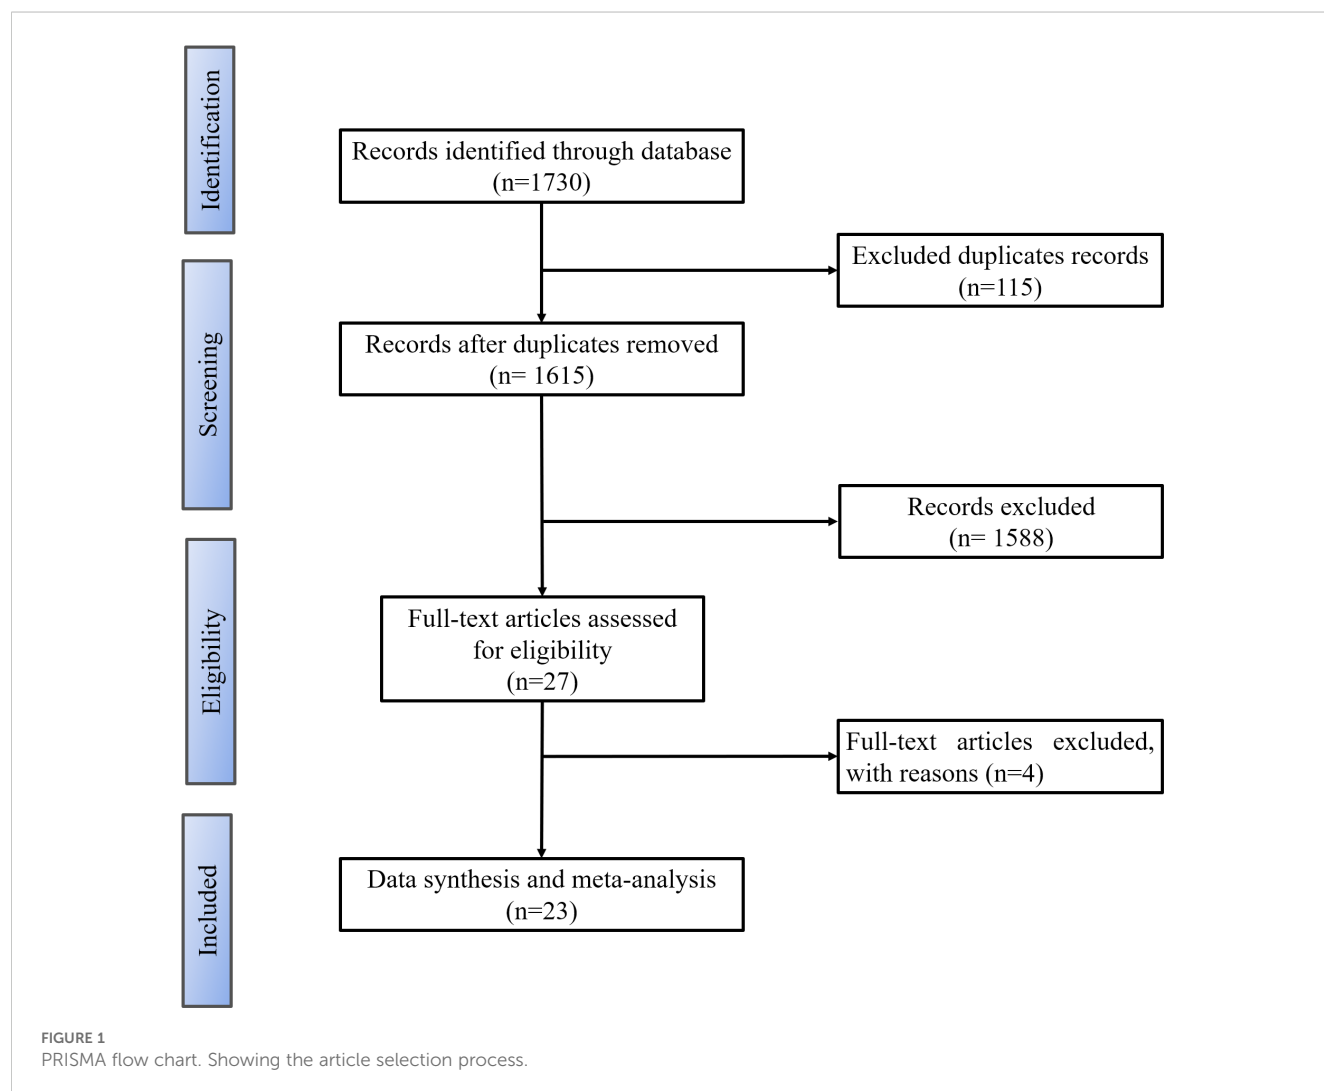 Identification
Records identified through database
(n=1730)
Excluded duplicates records
(n=115)
Screening
Records after duplicates removed
(n= 1615)
Records excluded
(n= 1588)
Eligibility
Full-text articles assessed
for eligibility
(n=27)
Full-text articles excluded,
with reasons (n=4)
Included
Data synthesis and meta-analysis
(n=23)
FIGURE 1
PRISMA flow chart. Showing the article selection process.